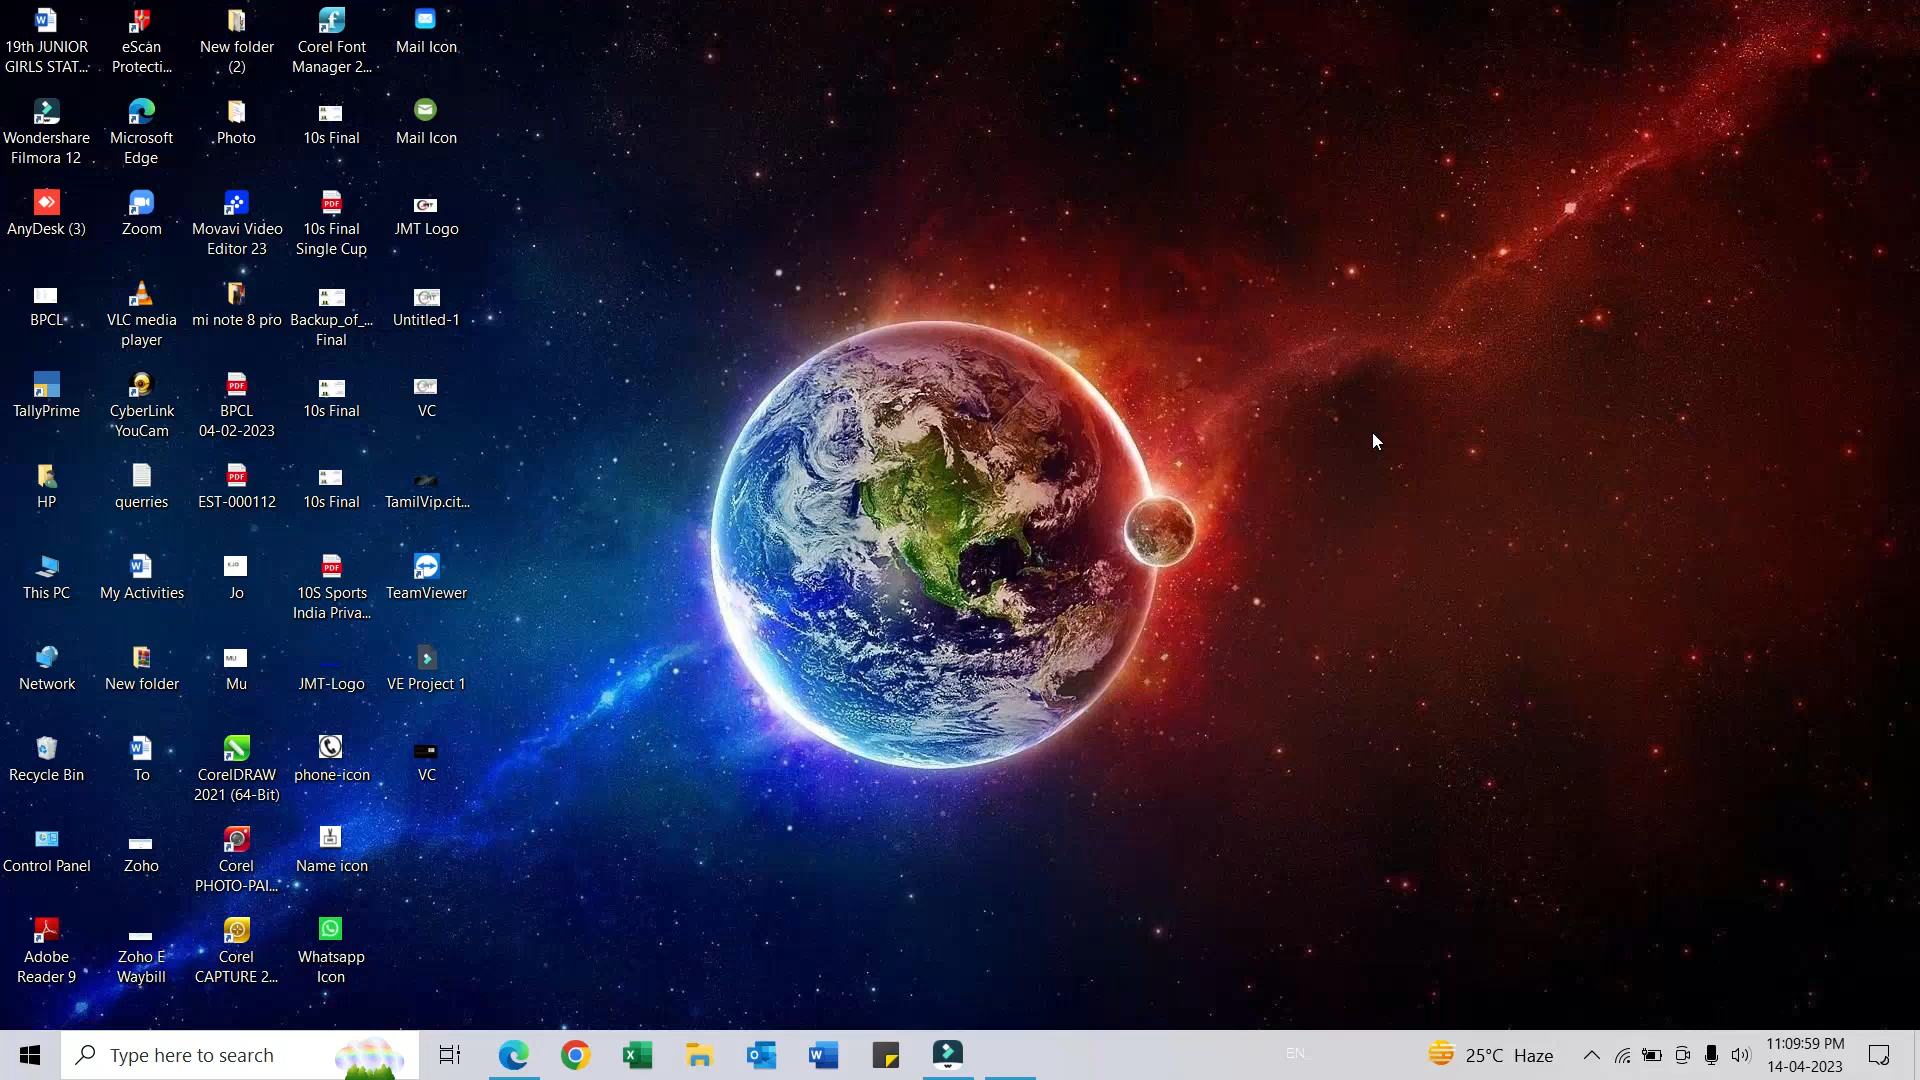 19th JUNIOR
GIRLS STAT...
eScan
Protecti...
New folder
(2)
Corel Font
Manager 2...
Mail Icon
Wondershare
Filmora 12
Microsoft
Edge
Photo
10s Final
Mail Icon
AnyDesk (3)
Zoom
Movavi Video
Editor 23
10s Final
Single Cup
JMT Logo
BPCL
VLC media
player
mi note 8 pro
Backup_of_...
Final
Untitled-1
TallyPrime
CyberLink
YouCam
BPCL
04-02-2023
10s Final
VC
HP
querries
EST-000112
10s Final
TamilVip.cit...
This PC
My Activities
Jo
10S Sports
India Priva...
TeamViewer
Network
New folder
Mu
JMT-Logo
VE Project 1
Recycle Bin
To
CorelDRAW
2021 (64-Bit)
phone-icon
VC
Control Panel
Zoho
Corel
PHOTO-PAI...
Name icon
Adobe
Reader 9
Zoho E
Waybill
Corel
CAPTURE 2...
Whatsapp
Icon
Type here to search
EN
25°C Haze
11:09:59 PM
14-04-2023